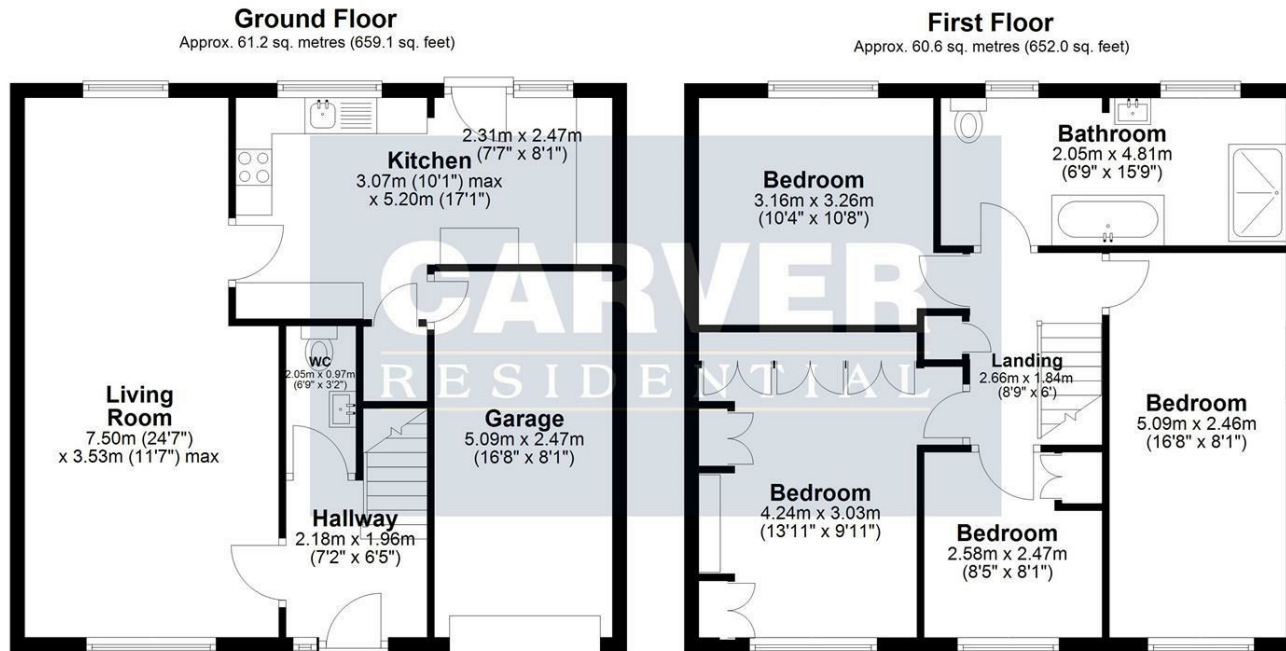 Ground Floor
Approx. 61.2 sq. metres (659.1 sq. feet)
2.31m x 2.47m
(7'7" x 8'1")
Kitchen
3.07m (10'1") max
x 5.20m (17'1")
WC
2.05m x 0.97m
(6'9" x 3'2")
Living
Room
7.50m (24'7")
x 3.53m (11'7") max
Garage
5.09m x 2.47m
(16'8" x 8'1")
Hallway
2.18m x 1.96m
(7'2" x 6'5")
First Floor
Approx. 60.6 sq. metres (652.0 sq. feet)
Bathroom
2.05m x 4.81m
(6'9" x 15'9")
Bedroom
3.16m x 3.26m
(10'4" x 10'8")
Landing
2.66m x 1.84m
(8'9" x 6')
Bedroom
5.09m x 2.46m
(16'8" x 8'1")
Bedroom
4.24m x 3.03m
(13'11" x 9'11")
Bedroom
2.58m x 2.47m
(8'5" x 8'1")
CARVER
RESIDENTIAL